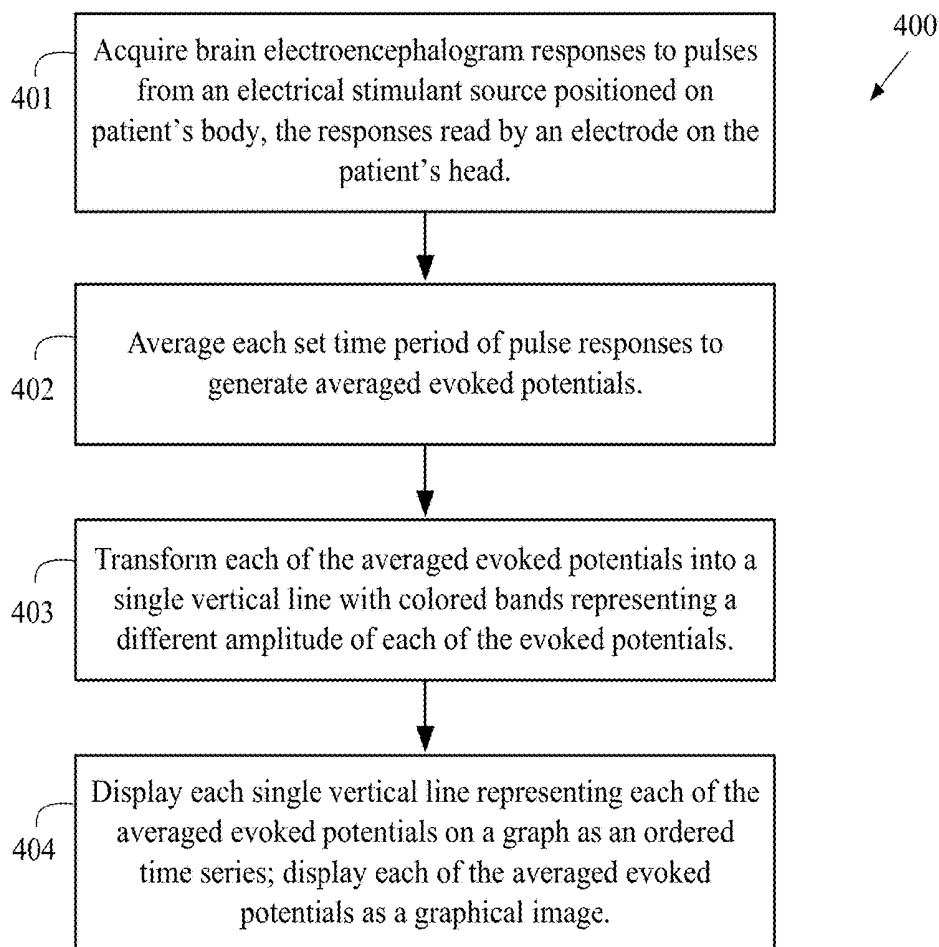 400
401
Acquire brain electroencephalogram responses to pulses
from an electrical stimulant source positioned on
patient's body, the responses read by an electrode on the
patient's head.
402
Average each set time period of pulse responses to
generate averaged evoked potentials.
403
Transform each of the averaged evoked potentials into a
single vertical line with colored bands representing a
different amplitude of each of the evoked potentials.
404
Display each single vertical line representing each of the
averaged evoked potentials on a graph as an ordered
time series; display each of the averaged evoked
potentials as a graphical image.